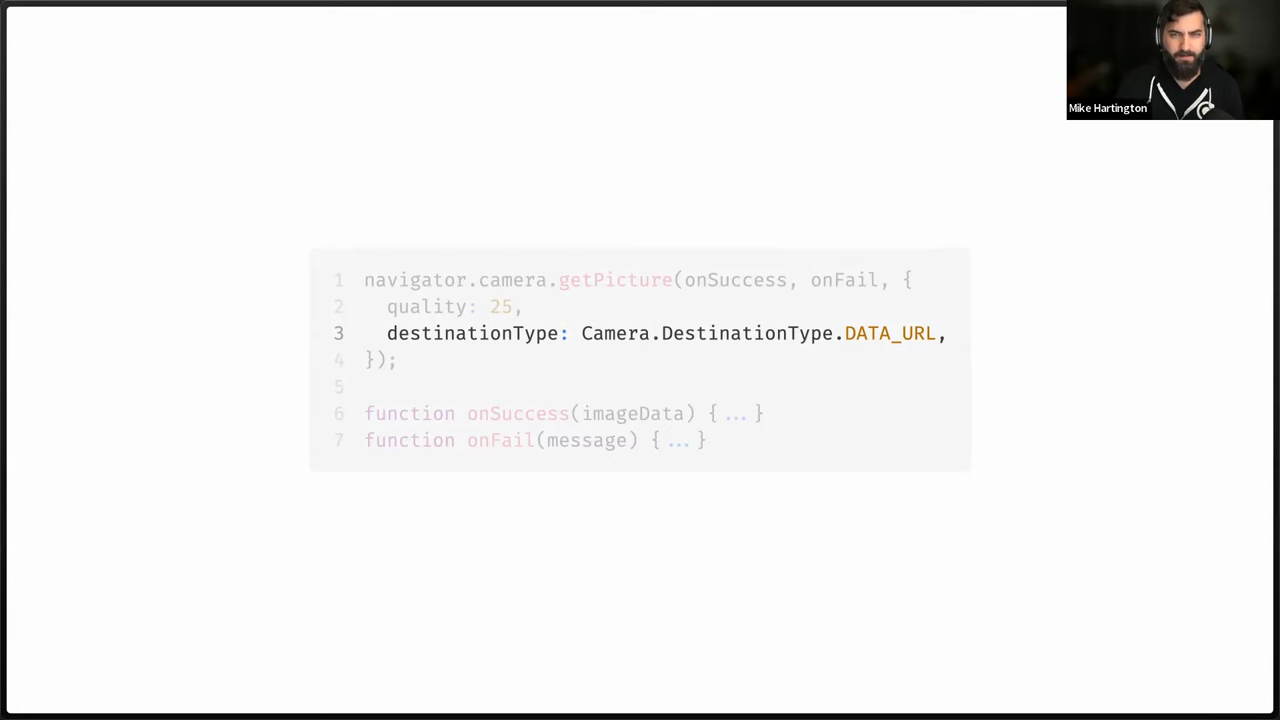 Mike Hartington
1 navigator.camera.getPicture(onSuccess, onFail, {
2   quality: 25,
3   destinationType: Camera.DestinationType.DATA_URL,
4 });
5
6 function onSuccess(imageData) {...}
7 function onFail(message) {...}